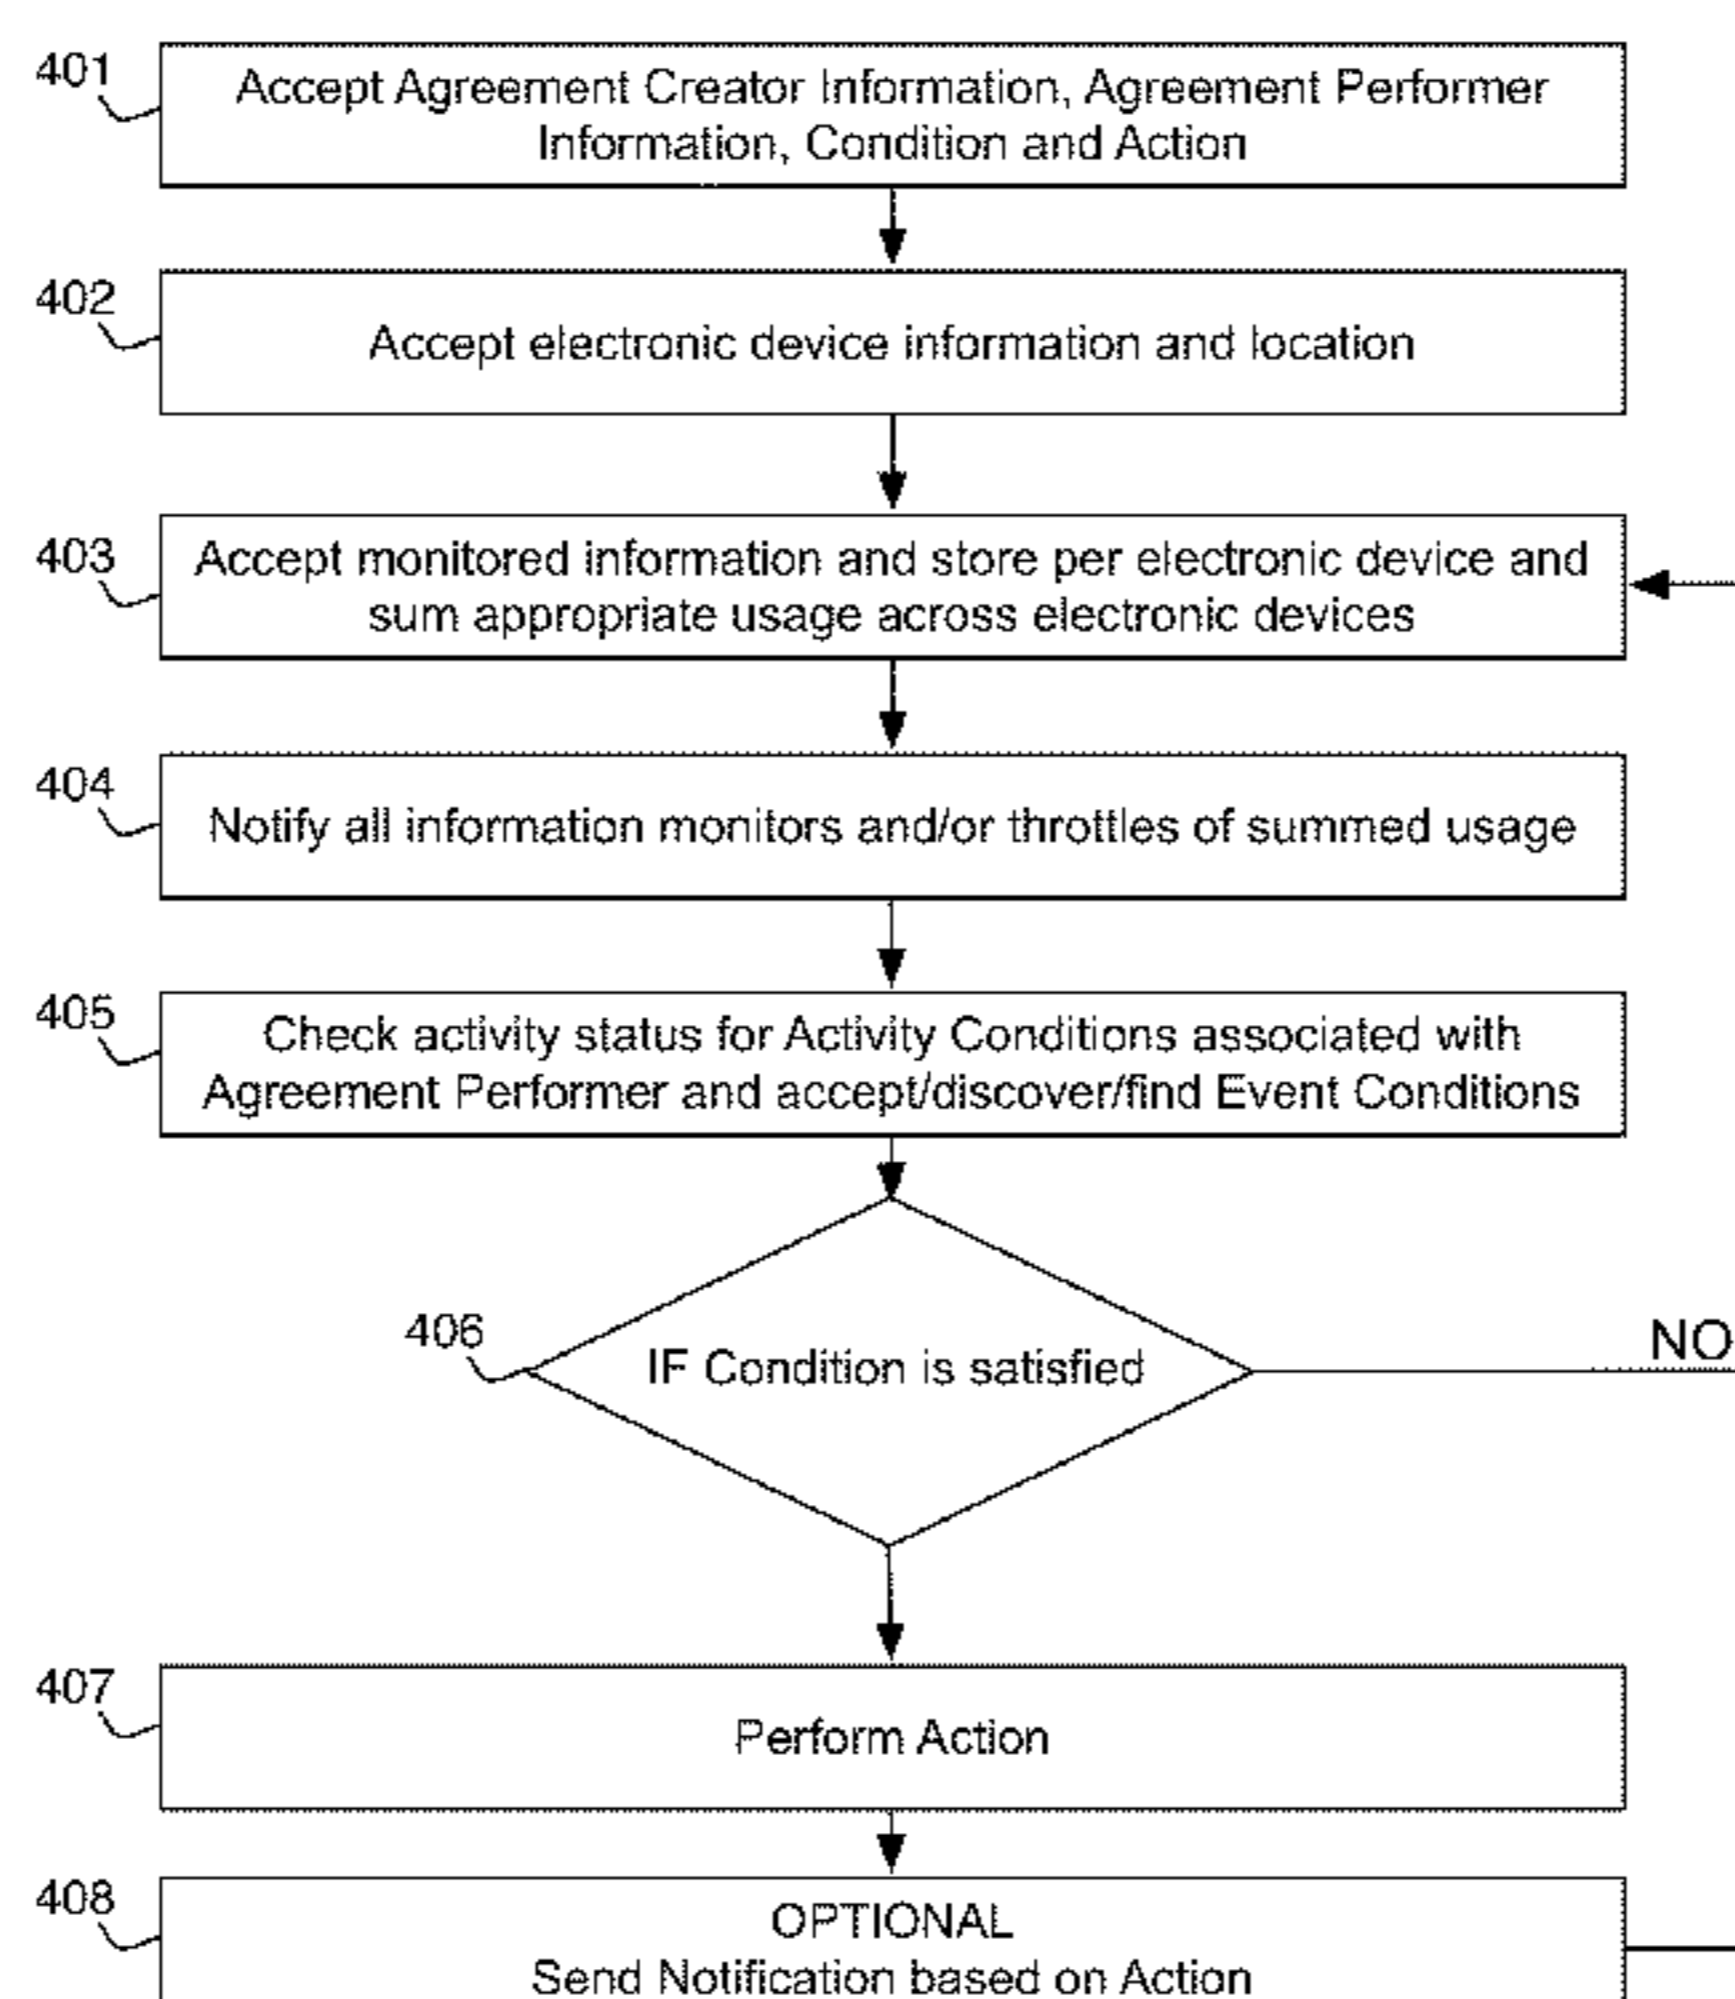 401
Accept Agreement Creator Information, Agreement Performer
Information, Condition and Action
402
Accept electronic device information and location
403
Accept monitored information and store per electronic device and
sum appropriate usage across electronic devices
404
Notify all information monitors and/or throttles of summed usage
405
Check activity status for Activity Conditions associated with
Agreement Performer and accept/discover/find Event Conditions
406
IF Condition is satisfied
NO
407
Perform Action
408
OPTIONAL
Send Notification based on Action